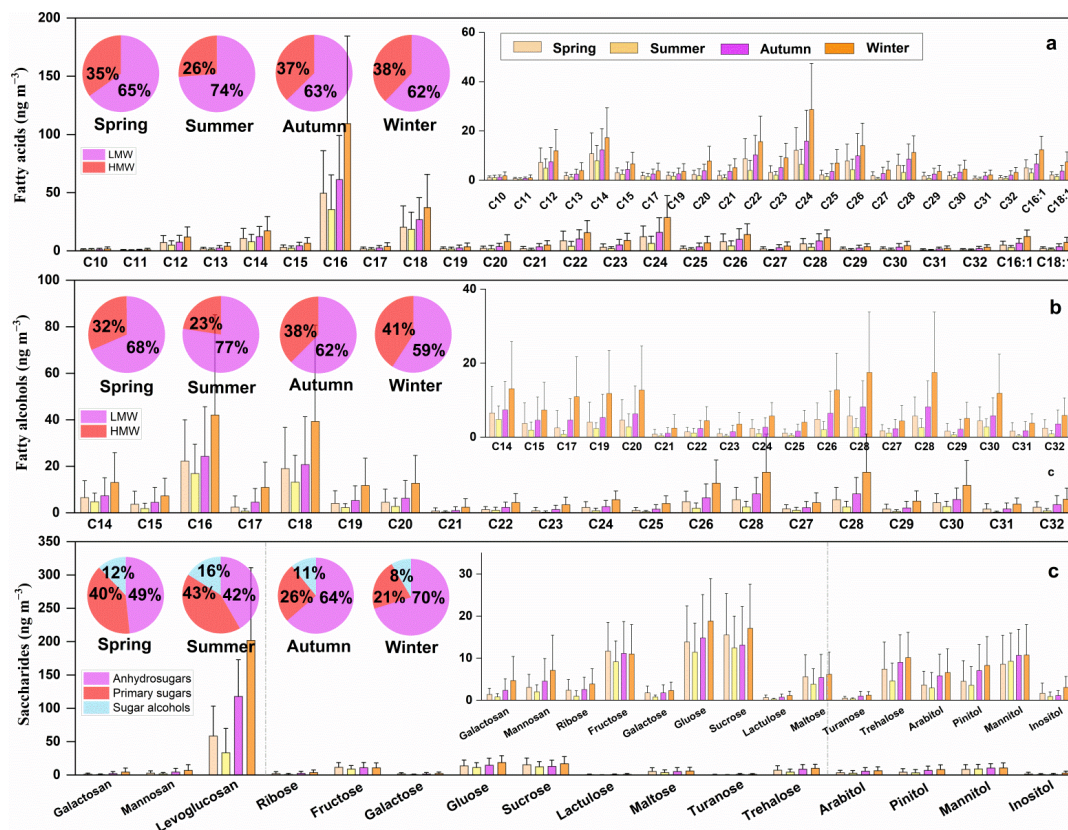 200
150
100
50
0
Fatty acids (ng m⁻³)
35%
65%
Spring
26%
74%
Summer
37%
63%
Autumn
38%
62%
Winter
LMW
HMW
Spring Summer Autumn Winter
a
60
40
20
0
C10 C11 C12 C13 C14 C15 C16 C17 C18 C19 C20 C21 C22 C23 C24 C25 C26 C27 C28 C29 C30 C31 C32 C16:1 C18:1
C10 C11 C12 C13 C14 C15 C17 C19 C20 C21 C22 C23 C24 C25 C26 C27 C28 C29 C30 C31 C32 C16:1 C18:1
100
80
60
40
20
0
Fatty alcohols (ng m⁻³)
32%
68%
Spring
23%
77%
Summer
38%
62%
Autumn
41%
59%
Winter
LMW
HMW
b
40
20
0
C14 C15 C17 C19 C20 C21 C22 C23 C24 C25 C26 C28 C27 C28 C29 C30 C31 C32
c
C14 C15 C16 C17 C18 C19 C20 C21 C22 C23 C24 C25 C26 C28 C27 C28 C29 C30 C31 C32
350
300
250
200
150
100
50
0
Saccharides (ng m⁻³)
12%
40%
49%
Spring
16%
43%
42%
Summer
11%
26%
64%
Autumn
8%
21%
70%
Winter
Anhydrosugars
Primary sugars
Sugar alcohols
c
30
20
10
0
Galactosan Mannosan Ribose Fructose Galactose Gluose Sucrose Lactulose Maltose Turanose Trehalose Arabitol Pinitol Mannitol Inositol
Galactosan Mannosan Levoglucosan Ribose Fructose Galactose Gluose Sucrose Lactulose Maltose Turanose Trehalose Arabitol Pinitol Mannitol Inositol